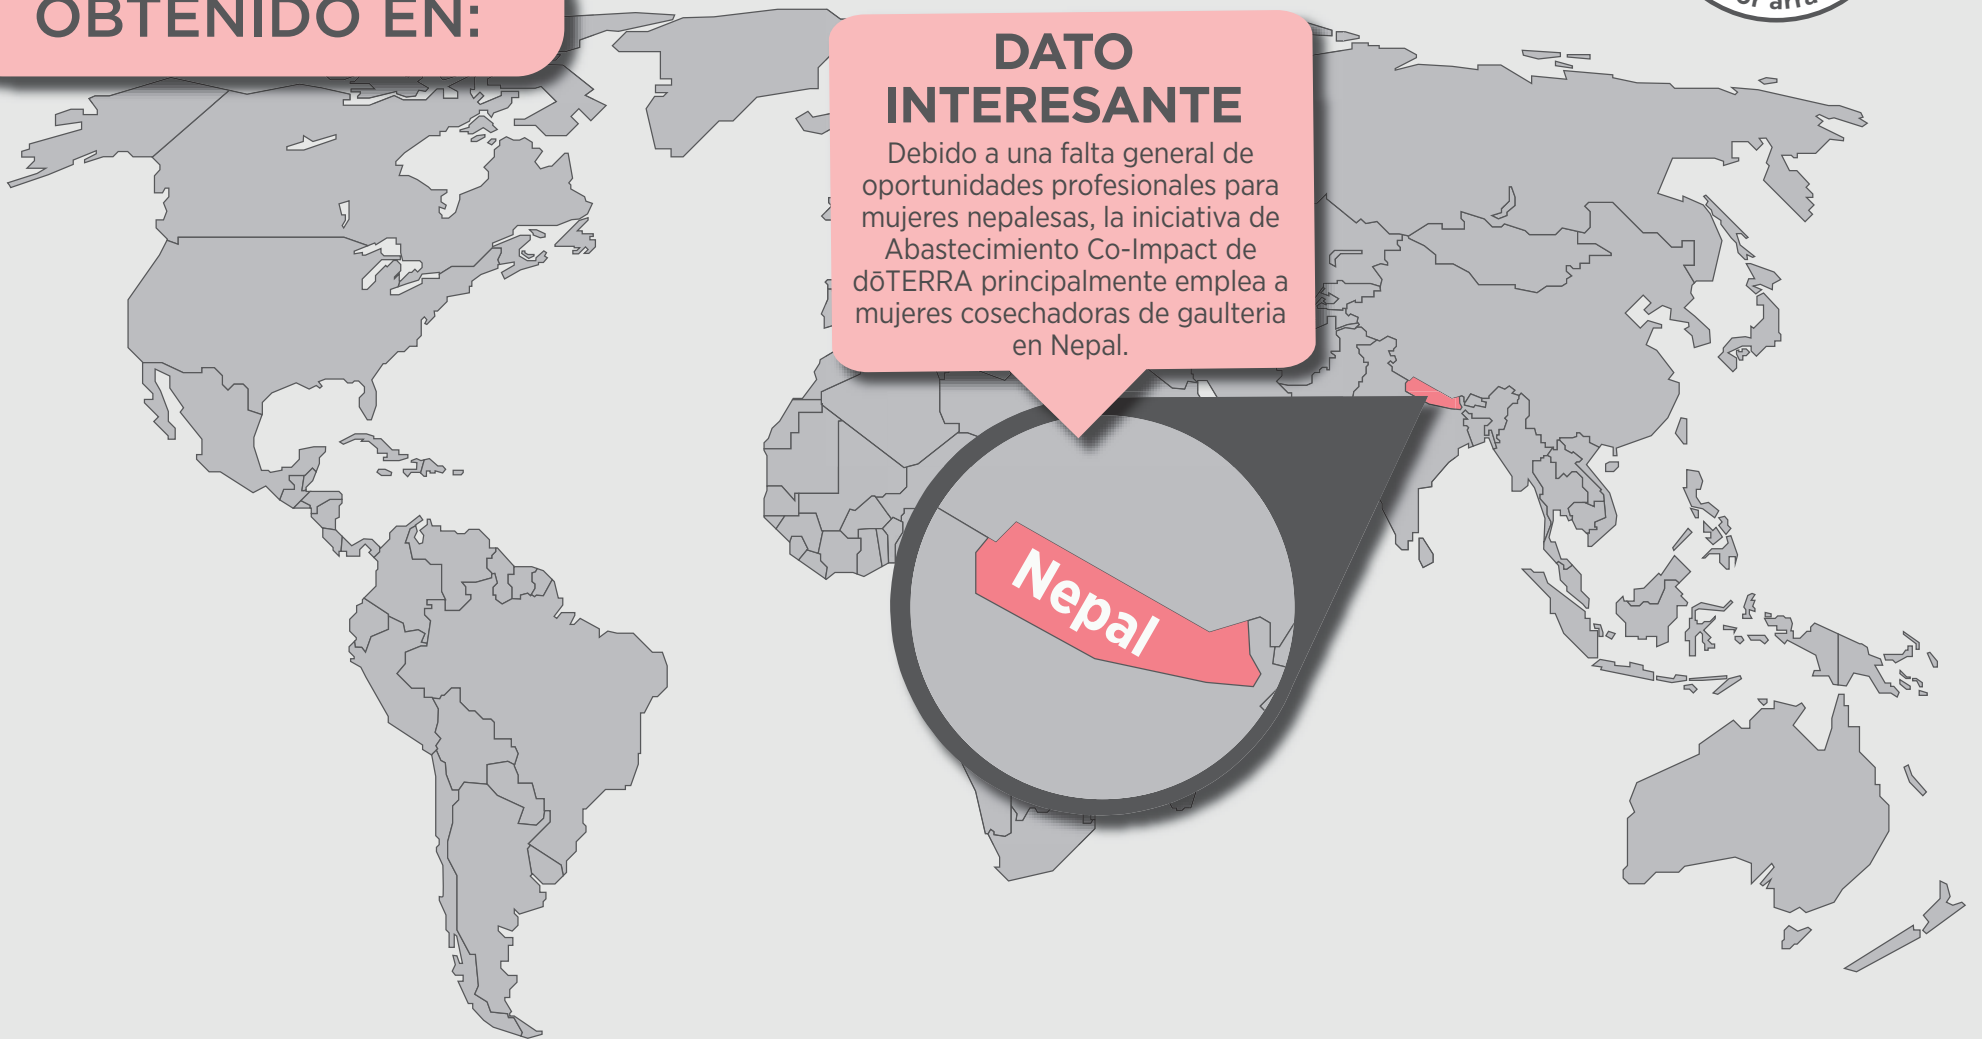 OBTENIDO EN:
DATO
INTERESANTE
Debido a una falta general de
oportunidades profesionales para
mujeres nepalesas, la iniciativa de
Abastecimiento Co-Impact de
dōTERRA principalmente emplea a
mujeres cosechadoras de gaulteria
en Nepal.
Nepal